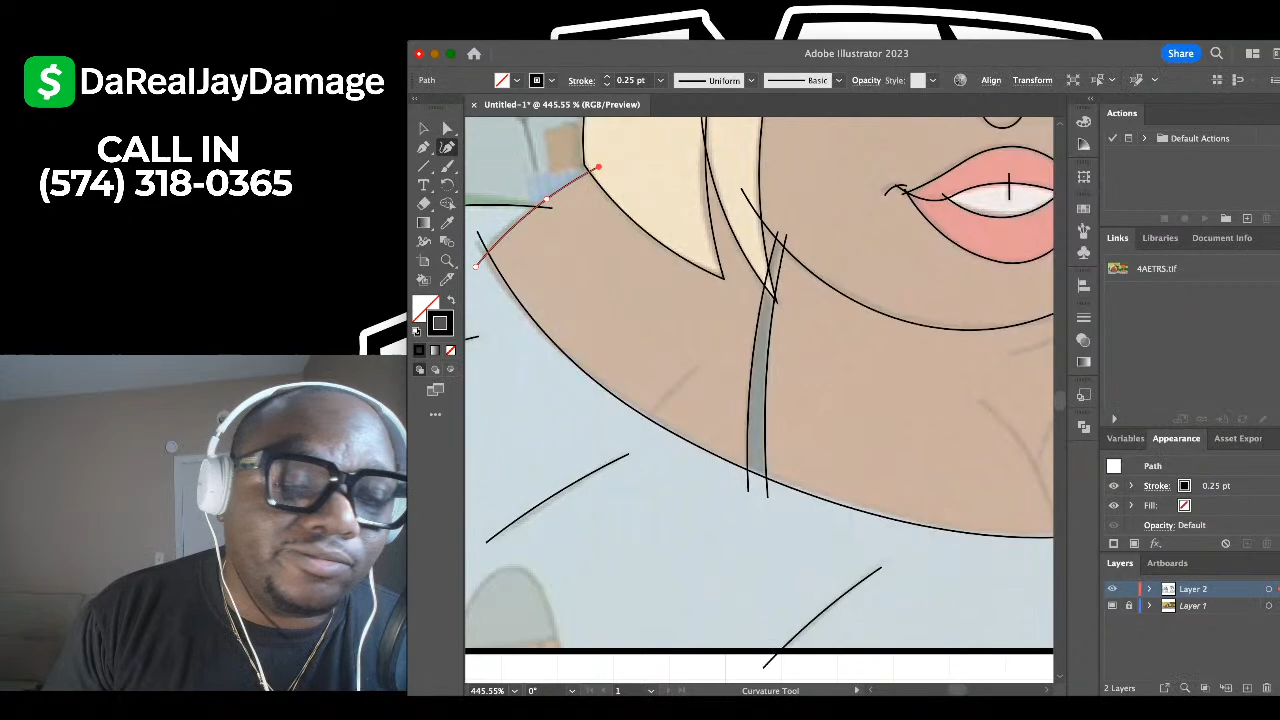 $ DaRealJayDamage
CALL IN
(574) 318-0365
Adobe Illustrator 2023
Share
Path
Stroke:
0.25 pt
Uniform
Basic
Opacity
Style:
Align
Transform
Untitled-1* @ 445.55 % (RGB/Preview)
Actions
Default Actions
Links
Libraries
Document Info
4AETRS.tif
Variables
Appearance
Asset Expor
Path
Stroke:
0.25 pt
Fill:
Opacity: Default
fx
Layers
Artboards
Layer 2
Layer 1
2 Layers
445.55%
0°
1
Curvature Tool